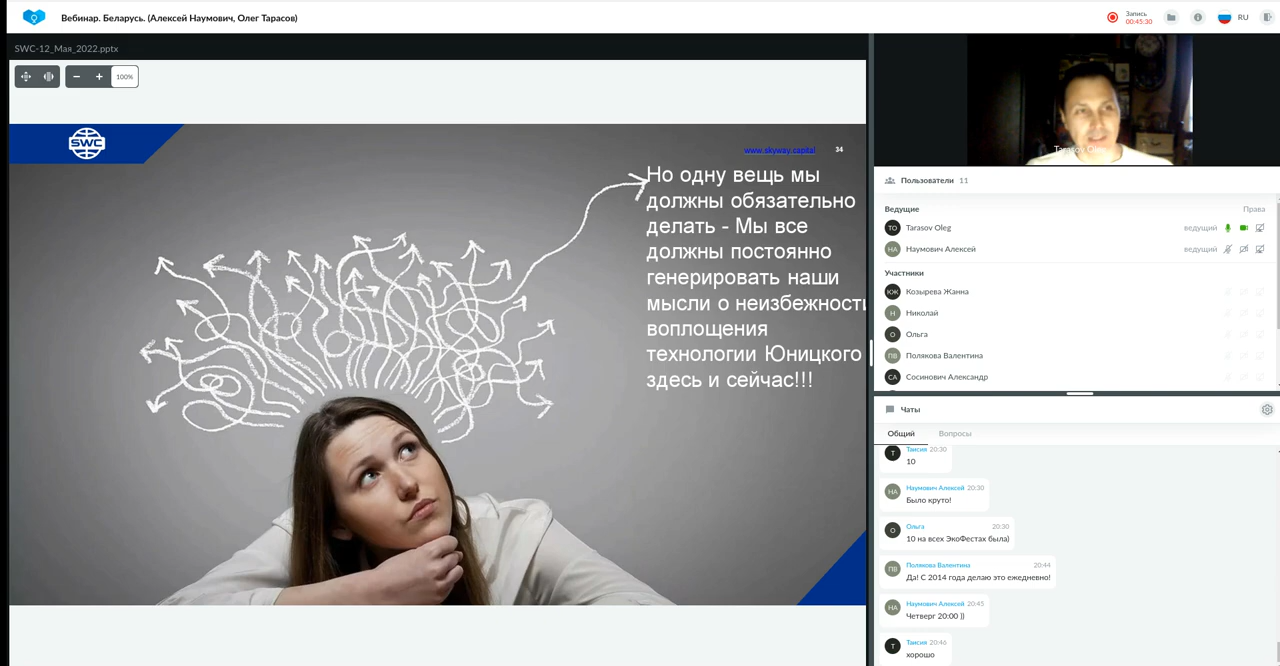 Вебинар. Беларусь. (Алексей Наумович, Олег Тарасов)
Запись
00:45:30
RU
SWC-12_Мая_2022.pptx
100%
SWC
www.skyway.capital
34
Но одну вещь мы
должны обязательно
делать - Мы все
должны постоянно
генерировать наши
мысли о неизбежности
воплощения
технологии Юницкого
здесь и сейчас!!!
Tarasov Oleg
Пользователи 11
Ведущие
Права
TO Tarasov Oleg ведущий
НА Наумович Алексей ведущий
Участники
КЖ Козырева Жанна
Н Николай
О Ольга
ПВ Полякова Валентина
СА Сосинович Александр
Чаты
Общий Вопросы
Т Таисия 20:30
10
НА Наумович Алексей 20:30
Было круто!
О Ольга 20:30
10 на всех ЭкоФестах была)
ПВ Полякова Валентина 20:44
Да! С 2014 года делаю это ежедневно!
НА Наумович Алексей 20:45
Четверг 20:00 ))
Т Таисия 20:46
хорошо